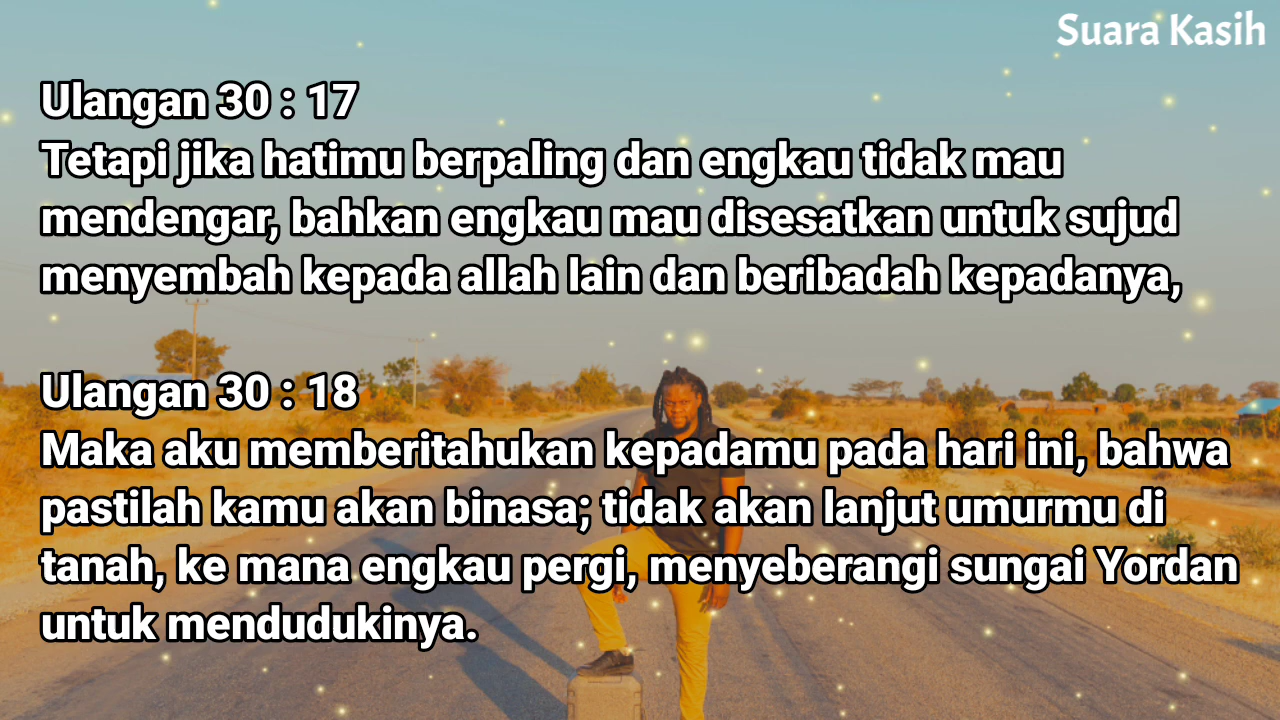 Suara Kasih
Ulangan 30 : 17
Tetapi jika hatimu berpaling dan engkau tidak mau
mendengar, bahkan engkau mau disesatkan untuk sujud
menyembah kepada allah lain dan beribadah kepadanya,
Ulangan 30 : 18
Maka aku memberitahukan kepadamu pada hari ini, bahwa
pastilah kamu akan binasa; tidak akan lanjut umurmu di
tanah, ke mana engkau pergi, menyeberangi sungai Yordan
untuk mendudukinya.